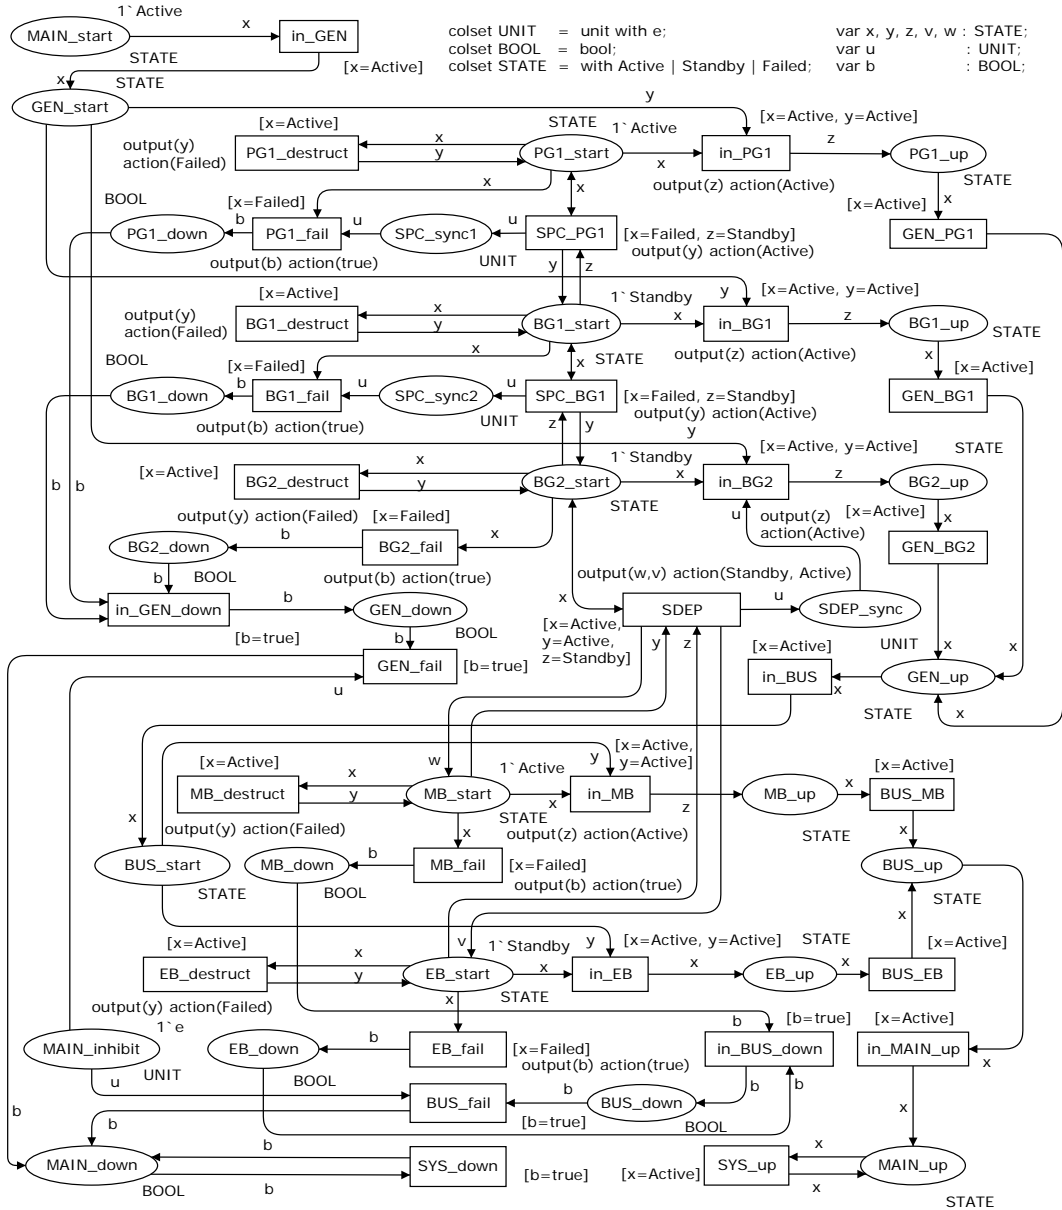 1`Active
MAIN_start
x
in_GEN
STATE
colset UNIT = unit with e;
colset BOOL = bool;
colset STATE = with Active | Standby | Failed;
var x, y, z, v, w : STATE;
var u : UNIT;
var b : BOOL;
[x=Active]
x
STATE
GEN_start
y
[x=Active]
STATE
1`Active
[x=Active, y=Active]
output(y)
action(Failed)
PG1_destruct
x
y
PG1_start
x
in_PG1
z
PG1_up
output(z) action(Active)
STATE
BOOL
x
x
x
[x=Failed]
[x=Active]
PG1_down
b
PG1_fail
u
SPC_sync1
u
SPC_PG1
[x=Failed, z=Standby]
output(y) action(Active)
GEN_PG1
output(b) action(true)
UNIT
y
z
[x=Active]
1`Standby
y
[x=Active, y=Active]
output(y)
action(Failed)
BG1_destruct
x
y
BG1_start
x
in_BG1
z
BG1_up
STATE
BOOL
x
STATE
output(z) action(Active)
x
[x=Failed]
x
[x=Active]
BG1_down
b
BG1_fail
u
SPC_sync2
u
SPC_BG1
[x=Failed, z=Standby]
output(y) action(Active)
GEN_BG1
output(b) action(true)
UNIT
z
y
y
[x=Active, y=Active]
STATE
1`Standby
[x=Active]
BG2_destruct
x
y
BG2_start
x
in_BG2
z
BG2_up
b
b
STATE
output(y) action(Failed)
[x=Failed]
u
output(z)
action(Active)
[x=Active]
x
BG2_down
b
BG2_fail
x
GEN_BG2
output(b) action(true)
output(w,v) action(Standby, Active)
b
BOOL
in_GEN_down
b
GEN_down
x
SDEP
u
SDEP_sync
[b=true]
b
BOOL
[x=Active,
y=Active,
z=Standby]
y
z
UNIT
x
x
GEN_fail
[b=true]
[x=Active]
in_BUS
x
GEN_up
u
STATE
x
[x=Active,
y=Active]
w
y
1`Active
[x=Active]
[x=Active]
MB_destruct
x
y
MB_start
x
in_MB
z
MB_up
x
BUS_MB
output(y) action(Failed)
STATE
output(z) action(Active)
STATE
x
x
x
BUS_start
MB_down
b
MB_fail
[x=Failed]
output(b) action(true)
BUS_up
STATE
BOOL
STATE
x
[x=Active]
v
1`Standby
y
[x=Active, y=Active]
STATE
[x=Active]
EB_destruct
x
y
EB_start
x
in_EB
x
EB_up
x
BUS_EB
output(y) action(Failed)
STATE
x
1`e
b
[b=true]
[x=Active]
MAIN_inhibit
EB_down
b
EB_fail
[x=Failed]
output(b) action(true)
in_BUS_down
in_MAIN_up
x
UNIT
BOOL
u
BUS_fail
b
BUS_down
b
b
b
b
[b=true]
BOOL
x
MAIN_down
b
b
SYS_down
[b=true]
[x=Active]
SYS_up
x
x
MAIN_up
BOOL
STATE